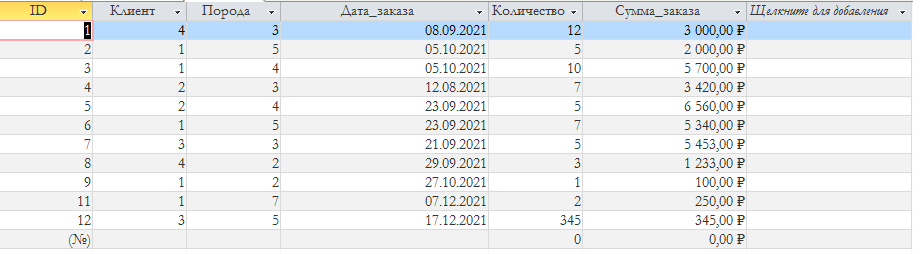 ID Клиент Порода Дата_заказа Количество Сумма_заказа Щелкните для добавления
1 4 3 08.09.2021 12 3 000,00 ₽
2 1 5 05.10.2021 5 2 000,00 ₽
3 1 4 05.10.2021 10 5 700,00 ₽
4 2 3 12.08.2021 7 3 420,00 ₽
5 2 4 23.09.2021 5 6 560,00 ₽
6 1 5 23.09.2021 7 5 340,00 ₽
7 3 3 21.09.2021 5 5 453,00 ₽
8 4 2 29.09.2021 3 1 233,00 ₽
9 1 2 27.10.2021 1 100,00 ₽
11 1 7 07.12.2021 2 250,00 ₽
12 3 5 17.12.2021 345 345,00 ₽
(№) 0 0,00 ₽